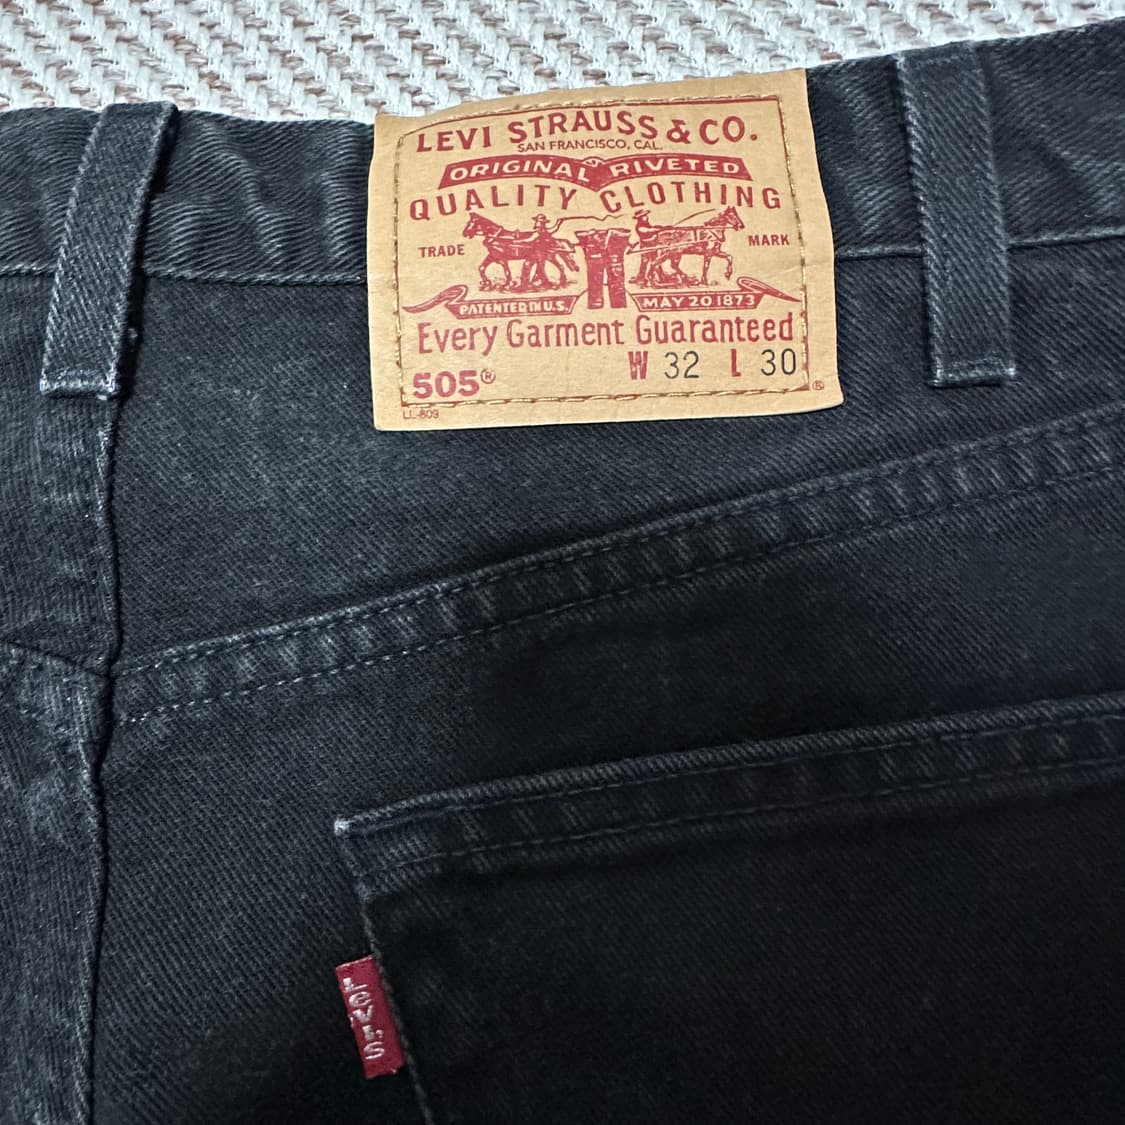 LEVI STRAUSS & CO.
SAN FRANCISCO, CAL.
ORIGINAL RIVETED
QUALITY CLOTHING
TRADE MARK
PATENTED IN U.S. MAY 20 1873
Every Garment Guaranteed
W 32 L 30
505®
®
LL-809
LEVI'S